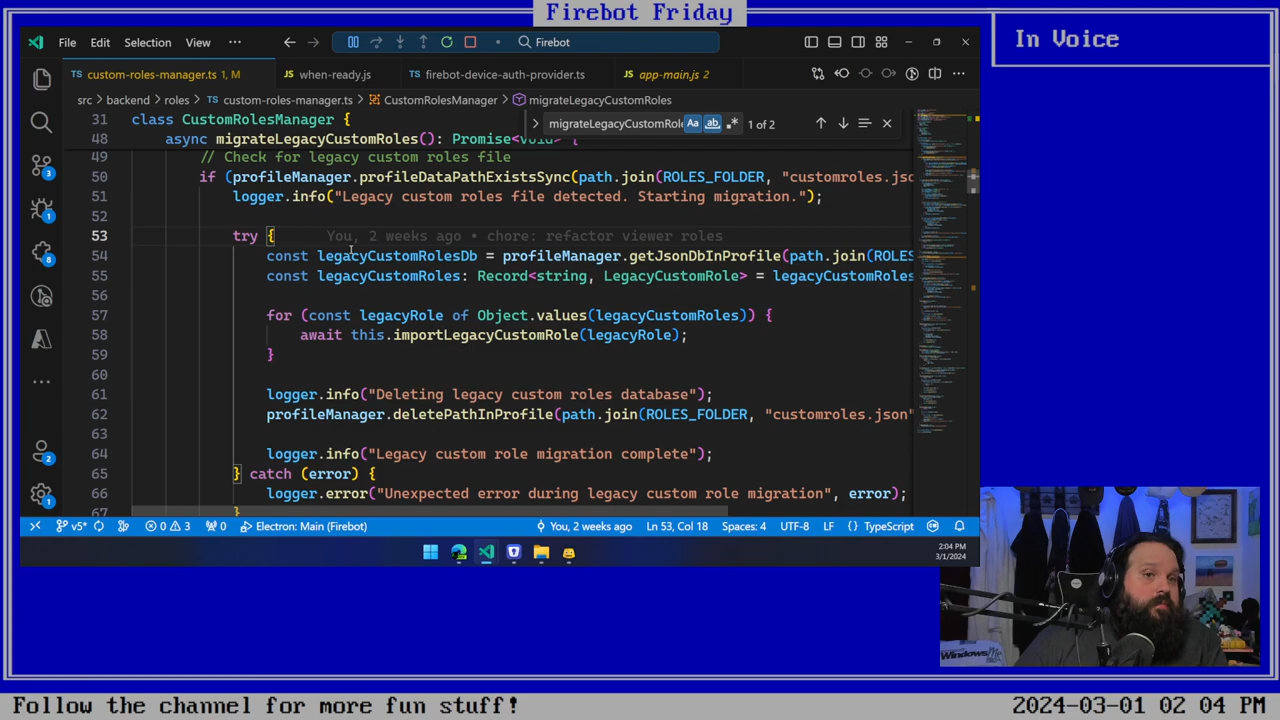 Firebot Friday
In Voice
File Edit Selection View ···
Firebot
TS custom-roles-manager.ts 1, M
TS when-ready.js
TS firebot-device-auth-provider.ts
TS app-main.js 2
src > backend > roles > TS custom-roles-manager.ts > CustomRolesManager > migrateLegacyCustomRoles
migrateLegacyCustomRole Aa ab .* 1 of 2
31 class CustomRolesManager {
48 async LegacyCustomRoles(): Promise<void> {
49 // Check for legacy custom roles file
50 if (profileManager.profileDataPathExistsSync(path.join(ROLES_FOLDER, "customroles.jso
51 logger.info("Legacy custom roles detected. Starting migration.");
52
53 try { You, 2 ago • refactor viewer roles
54 const legacyCustomRolesDb = profileManager.getJsonDbInProfile(path.join(ROLES
55 const legacyCustomRoles: Record<string, LegacyCustomRole> = legacyCustomRoles
56
57 for (const legacyRole of Object.values(legacyCustomRoles)) {
58 await this.importLegacyCustomRole(legacyRole);
59 }
60
61 logger.info("Deleting legacy custom roles database");
62 profileManager.deletePathInProfile(path.join(ROLES_FOLDER, "customroles.json"
63
64 logger.info("Legacy custom role migration complete");
65 } catch (error) {
66 logger.error("Unexpected error during legacy custom role migration", error);
67 }
v5* 0 3 0 Electron: Main (Firebot) You, 2 weeks ago Ln 53, Col 18 Spaces: 4 UTF-8 LF {} TypeScript
2:04 PM
3/1/2024
Windows Me
Follow the channel for more fun stuff!
2024-03-01 02 04 PM